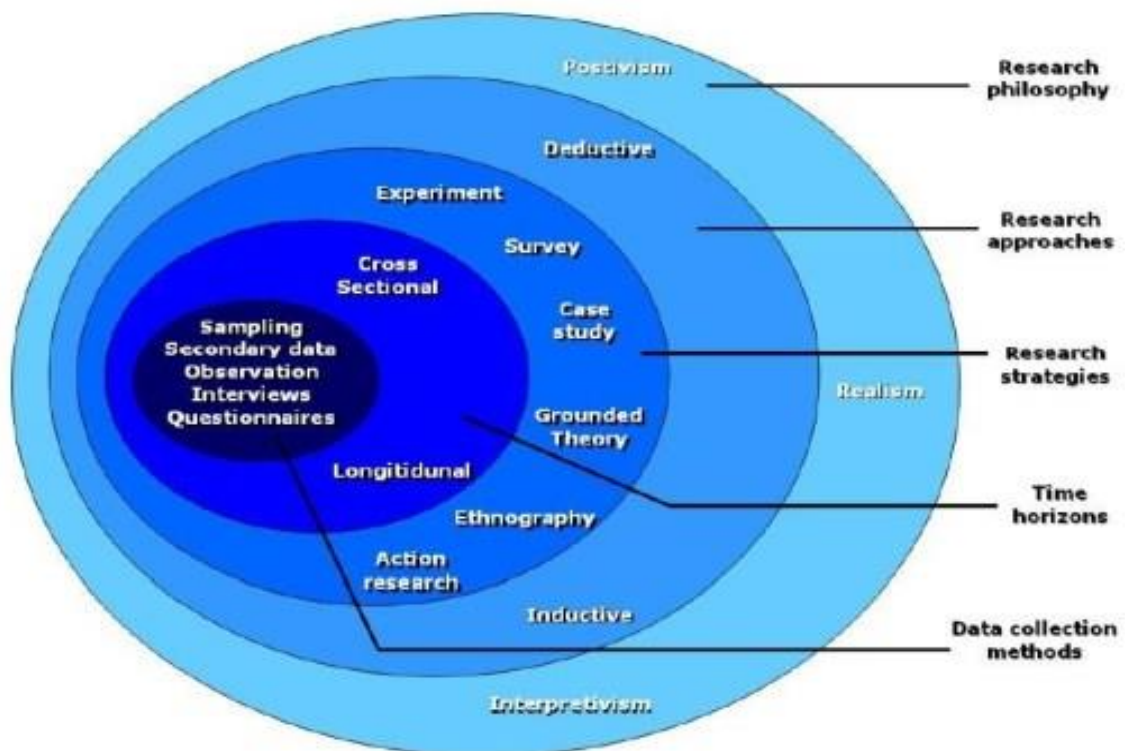 Postivism
Research
philosophy
Deductive
Experiment
Research
approaches
Survey
Cross
Sectional
Case
study
Sampling
Secondary data
Observation
Interviews
Questionnaires
Research
strategies
Realism
Grounded
Theory
Longitidunal
Time
horizons
Ethnography
Action
research
Inductive
Data collection
methods
Interpretivism